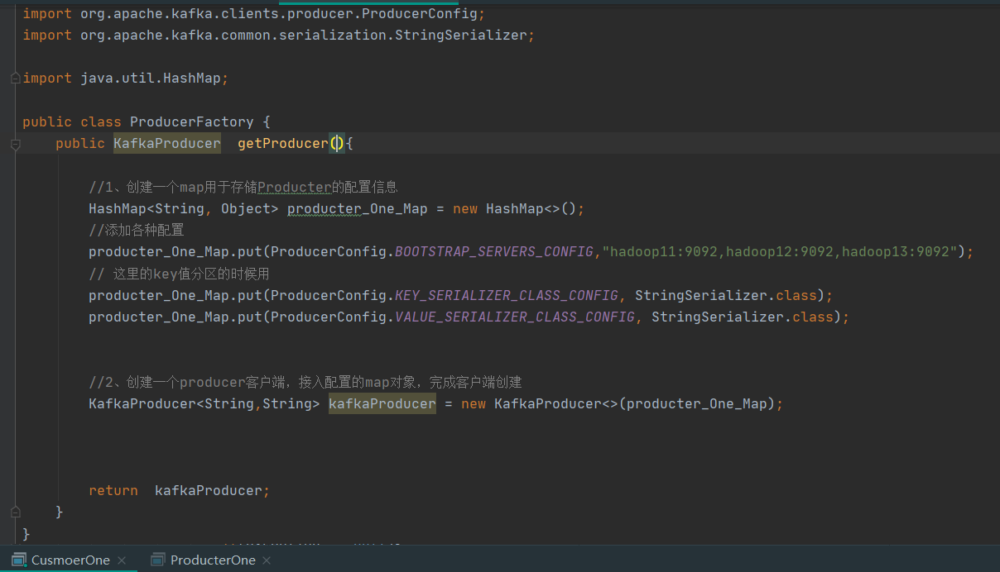 import org.apache.kafka.clients.producer.ProducerConfig;
import org.apache.kafka.common.serialization.StringSerializer;
import java.util.HashMap;
public class ProducerFactory {
public KafkaProducer  getProducer(){
//1、创建一个map用于存储Producter的配置信息
HashMap<String, Object> producter_One_Map = new HashMap<>();
//添加各种配置
producter_One_Map.put(ProducerConfig.BOOTSTRAP_SERVERS_CONFIG,"hadoop11:9092,hadoop12:9092,hadoop13:9092");
// 这里的key值分区的时候用
producter_One_Map.put(ProducerConfig.KEY_SERIALIZER_CLASS_CONFIG, StringSerializer.class);
producter_One_Map.put(ProducerConfig.VALUE_SERIALIZER_CLASS_CONFIG, StringSerializer.class);
//2、创建一个producer客户端，接入配置的map对象，完成客户端创建
KafkaProducer<String,String> kafkaProducer = new KafkaProducer<>(producter_One_Map);
return  kafkaProducer;
}
}
CusmoerOne × ProducterOne ×